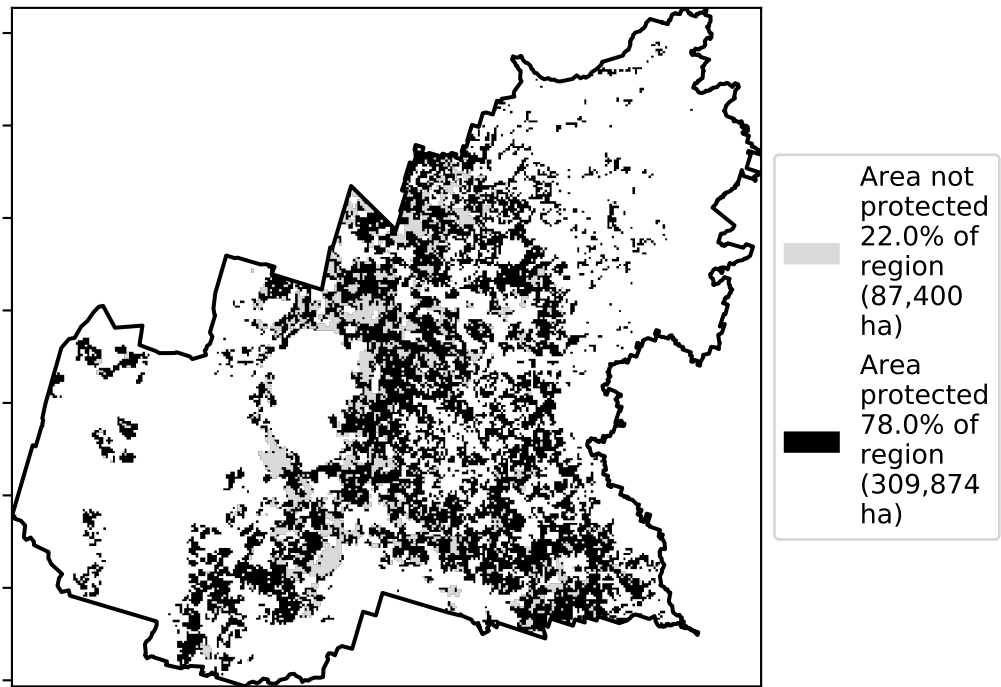 Area not
protected
22.0% of
region
(87,400
ha)
Area
protected
78.0% of
region
(309,874
ha)